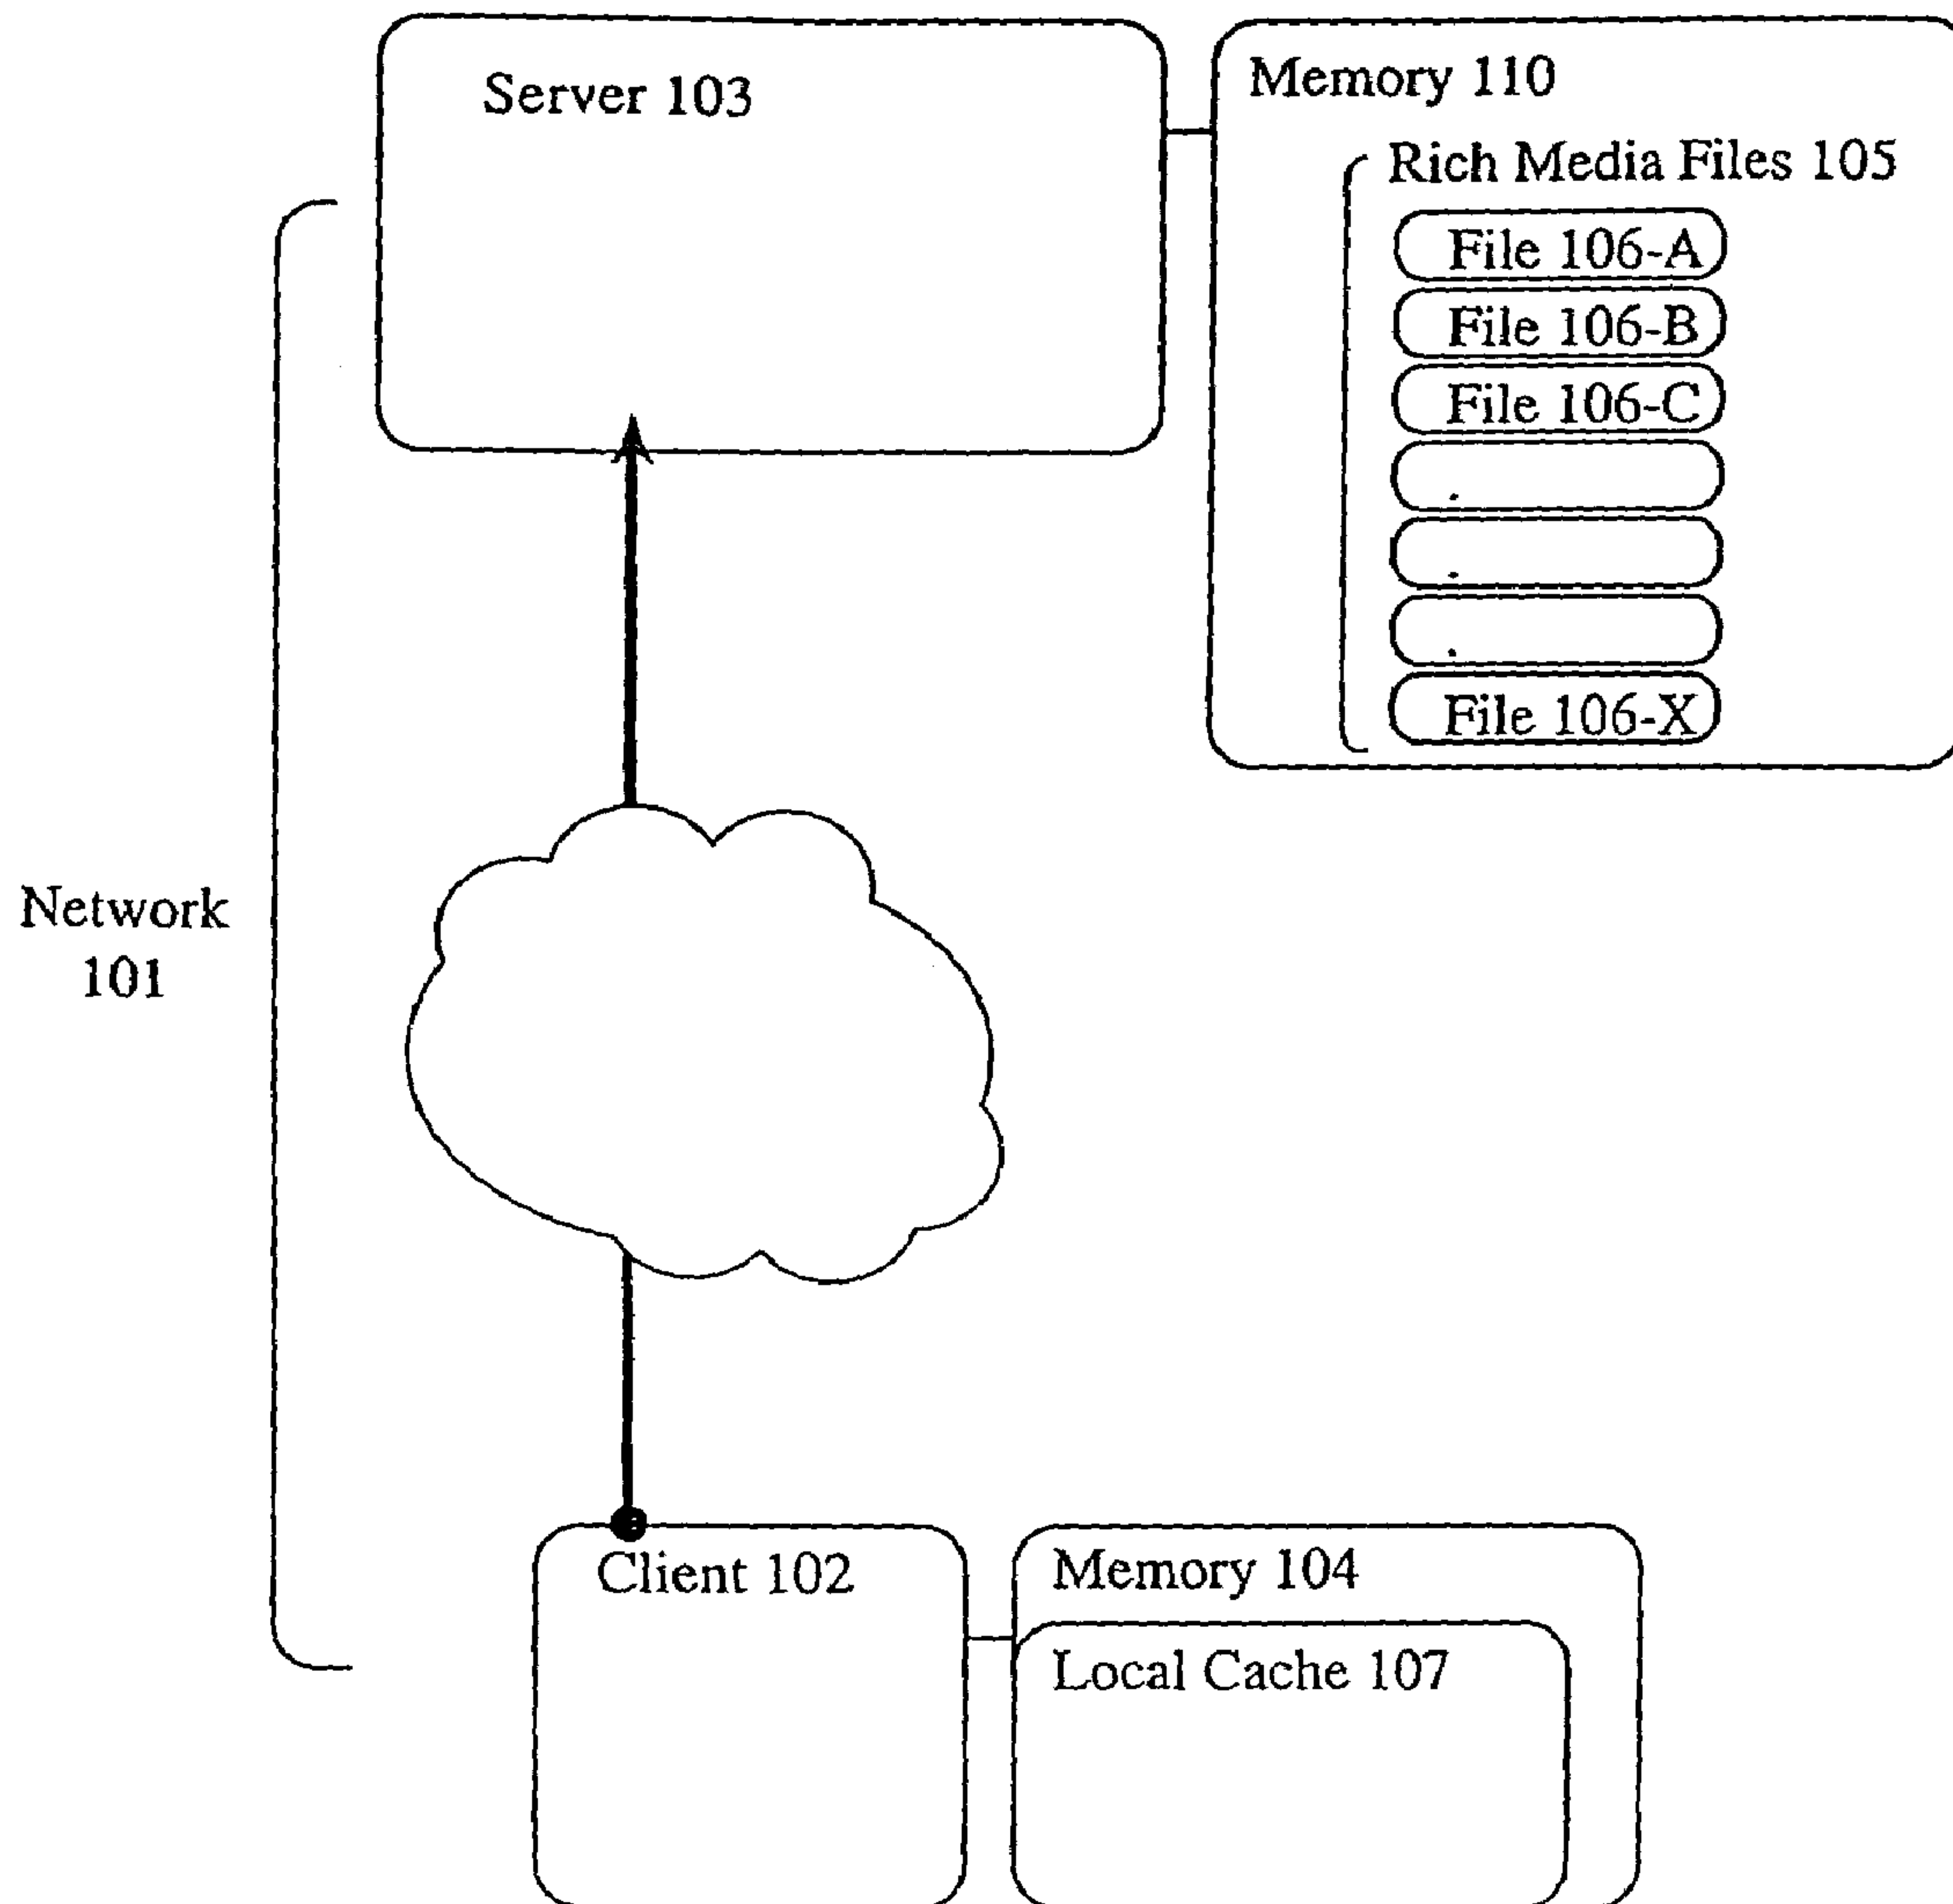 Server 103
Memory 110
Rich Media Files 105
File 106-A
File 106-B
File 106-C
.
.
.
File 106-X
Network
101
Client 102
Memory 104
Local Cache 107